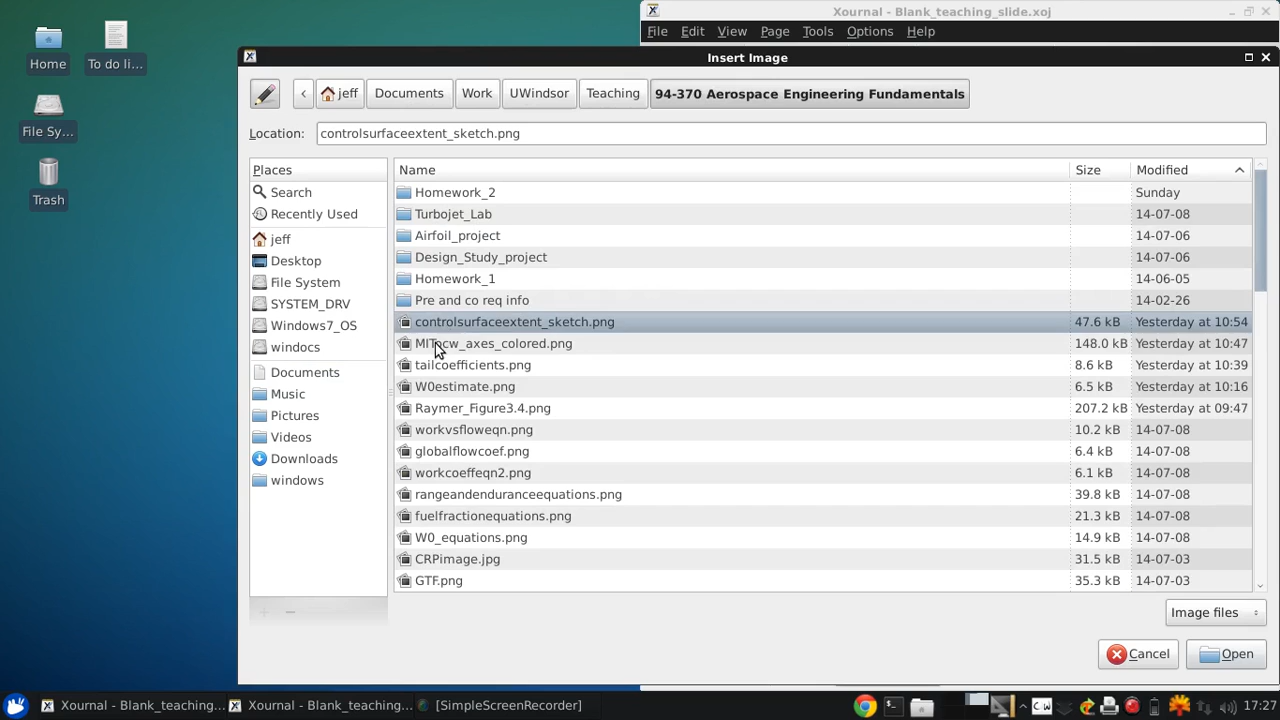 Xournal - Blank_teaching_slide.xoj
File Edit View Page Tools Options Help
Home
To do li...
File Sy...
Trash
Insert Image
jeff Documents Work UWindsor Teaching 94-370 Aerospace Engineering Fundamentals
Location: controlsurfaceextent_sketch.png
Places
Search
Recently Used
jeff
Desktop
File System
SYSTEM_DRV
Windows7_OS
windocs
Documents
Music
Pictures
Videos
Downloads
windows
Name Size Modified
Homework_2 Sunday
Turbojet_Lab 14-07-08
Airfoil_project 14-07-06
Design_Study_project 14-07-06
Homework_1 14-06-05
Pre and co req info 14-02-26
controlsurfaceextent_sketch.png 47.6 kB Yesterday at 10:54
MITocw_axes_colored.png 148.0 kB Yesterday at 10:47
tailcoefficients.png 8.6 kB Yesterday at 10:39
W0estimate.png 6.5 kB Yesterday at 10:16
Raymer_Figure3.4.png 207.2 kB Yesterday at 09:47
workvsfloweqn.png 10.2 kB 14-07-08
globalflowcoef.png 6.4 kB 14-07-08
workcoeffeqn2.png 6.1 kB 14-07-08
rangeandenduranceequations.png 39.8 kB 14-07-08
fuelfractionequations.png 21.3 kB 14-07-08
W0_equations.png 14.9 kB 14-07-08
CRPimage.jpg 31.5 kB 14-07-03
GTF.png 35.3 kB 14-07-03
Image files
Cancel Open
Xournal - Blank_teaching... Xournal - Blank_teaching... [SimpleScreenRecorder] CW 17:27